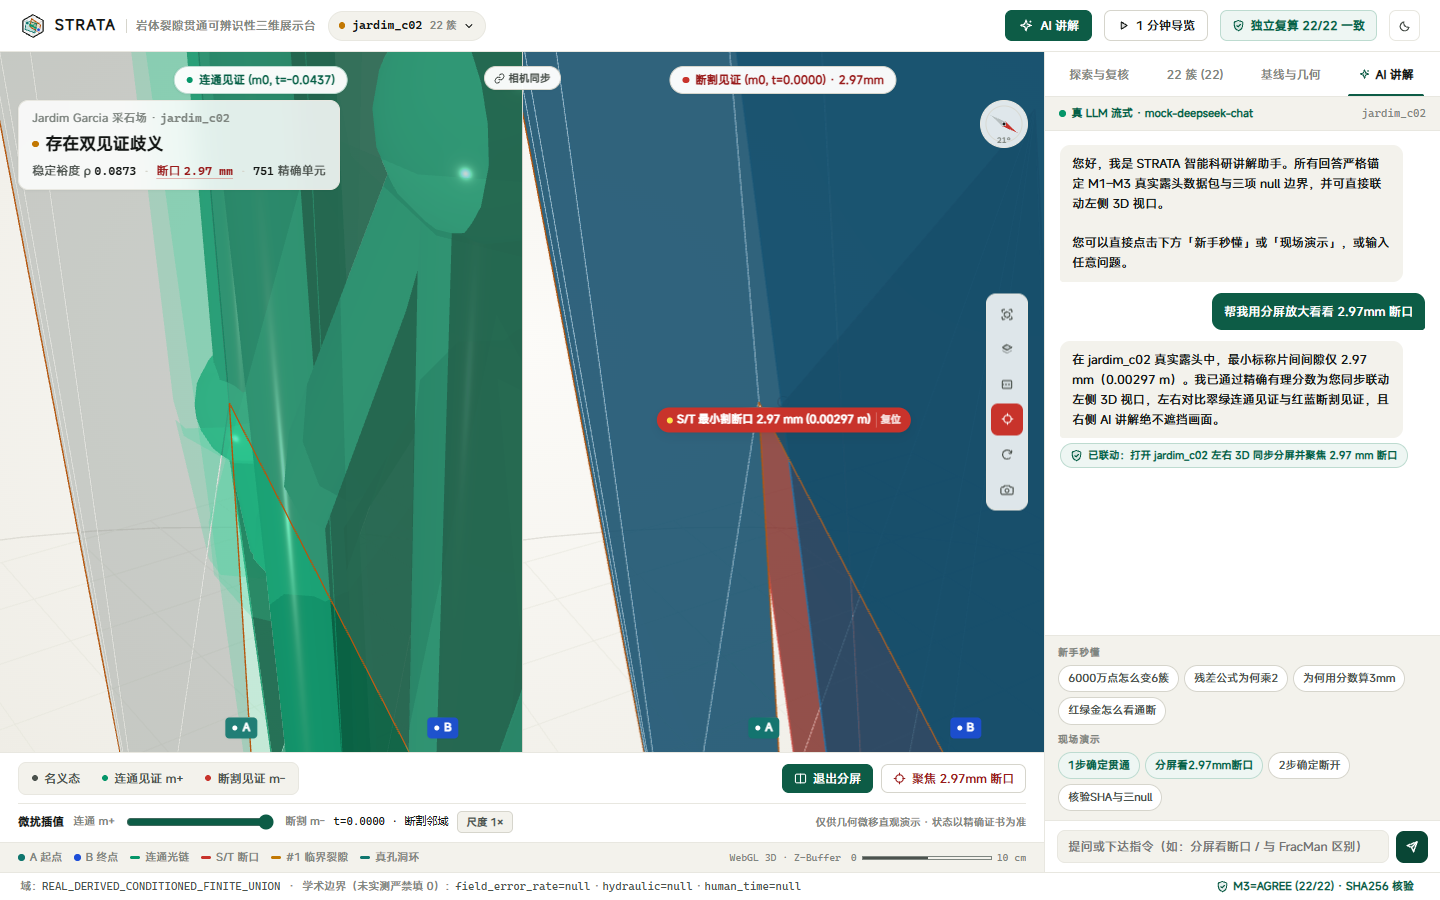 STRATA 岩体裂隙贯通可辨识性三维展示台 jardim_c02 22 簇 AI 讲解 1 分钟导览 独立复算 22/22 一致
连通见证 (m0, t=-0.0437) 相机同步 断割见证 (m0, t=0.0000) · 2.97mm
Jardim Garcia 采石场 · jardim_c02
存在双见证歧义
稳定裕度 ρ 0.0873 · 断口 2.97 mm · 751 精确单元
21°
S/T 最小割断口 2.97 mm (0.00297 m) 复位
A B A B
名义态 连通见证 m+ 断割见证 m− 退出分屏 聚焦 2.97mm 断口
微扰插值 连通 m+ 断割 m− t=0.0000 · 断割邻域 尺度 1× 仅供几何微移直观演示 · 状态以精确证书为准
A 起点 B 终点 连通光链 S/T 断口 #1 临界裂隙 真孔洞环 WebGL 3D · Z-Buffer 0 10 cm
探索与复核 22 簇 (22) 基线与几何 AI 讲解
真 LLM 流式 · mock-deepseek-chat jardim_c02
您好，我是 STRATA 智能科研讲解助手。所有回答严格锚
定 M1–M3 真实露头数据包与三项 null 边界，并可直接联
动左侧 3D 视口。
您可以直接点击下方「新手秒懂」或「现场演示」，或输入
任意问题。
帮我用分屏放大看看 2.97mm 断口
在 jardim_c02 真实露头中，最小标称片间间隙仅 2.97
mm（0.00297 m）。我已通过精确有理分数为您同步联动
左侧 3D 视口，左右对比翠绿连通见证与红蓝断割见证，且
右侧 AI 讲解绝不遮挡画面。
已联动：打开 jardim_c02 左右 3D 同步分屏并聚焦 2.97 mm 断口
新手秒懂
6000万点怎么变6簇 残差公式为何乘2 为何用分数算3mm
红绿金怎么看通断
现场演示
1步确定贯通 分屏看2.97mm断口 2步确定断开
核验SHA与三null
提问或下达指令（如：分屏看断口 / 与 FracMan 区别）
域: REAL_DERIVED_CONDITIONED_FINITE_UNION · 学术边界（未实测严禁填 0）: field_error_rate=null · hydraulic=null · human_time=null M3=AGREE (22/22) · SHA256 核验